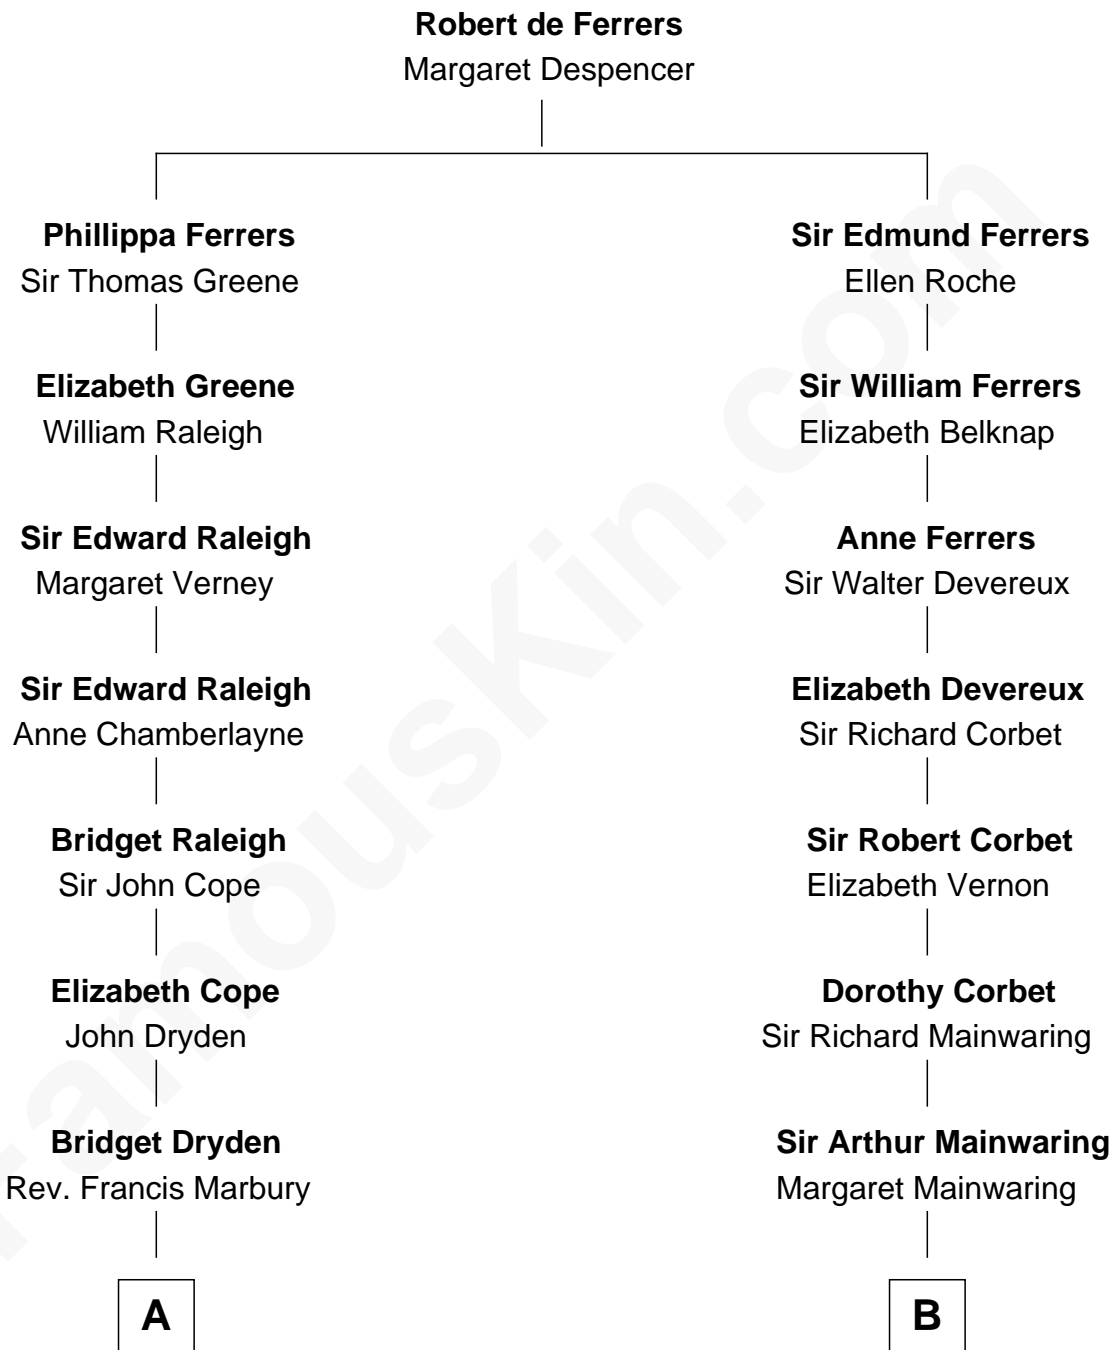 Robert de Ferrers
Margaret Despencer
Phillippa Ferrers
Sir Thomas Greene
Elizabeth Greene
William Raleigh
Sir Edward Raleigh
Margaret Verney
Sir Edward Raleigh
Anne Chamberlayne
Bridget Raleigh
Sir John Cope
Elizabeth Cope
John Dryden
Bridget Dryden
Rev. Francis Marbury
A
Sir Edmund Ferrers
Ellen Roche
Sir William Ferrers
Elizabeth Belknap
Anne Ferrers
Sir Walter Devereux
Elizabeth Devereux
Sir Richard Corbet
Sir Robert Corbet
Elizabeth Vernon
Dorothy Corbet
Sir Richard Mainwaring
Sir Arthur Mainwaring
Margaret Mainwaring
B
FamousKin.com